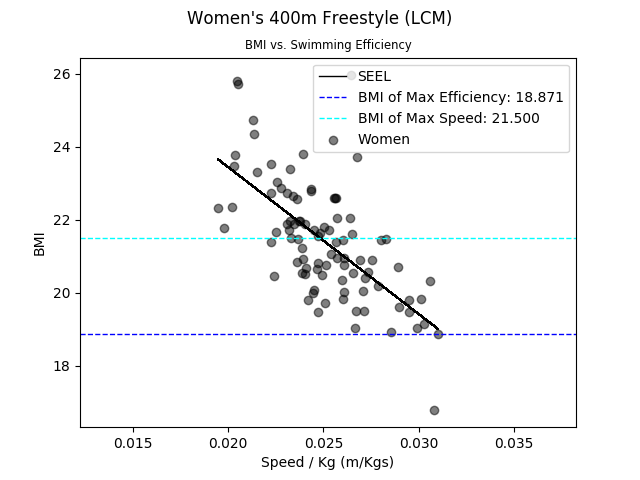 Women's 400m Freestyle (LCM)
BMI vs. Swimming Efficiency
SEEL
BMI of Max Efficiency: 18.871
BMI of Max Speed: 21.500
Women
26
24
22
20
18
BMI
0.015 0.020 0.025 0.030 0.035
Speed / Kg (m/Kgs)